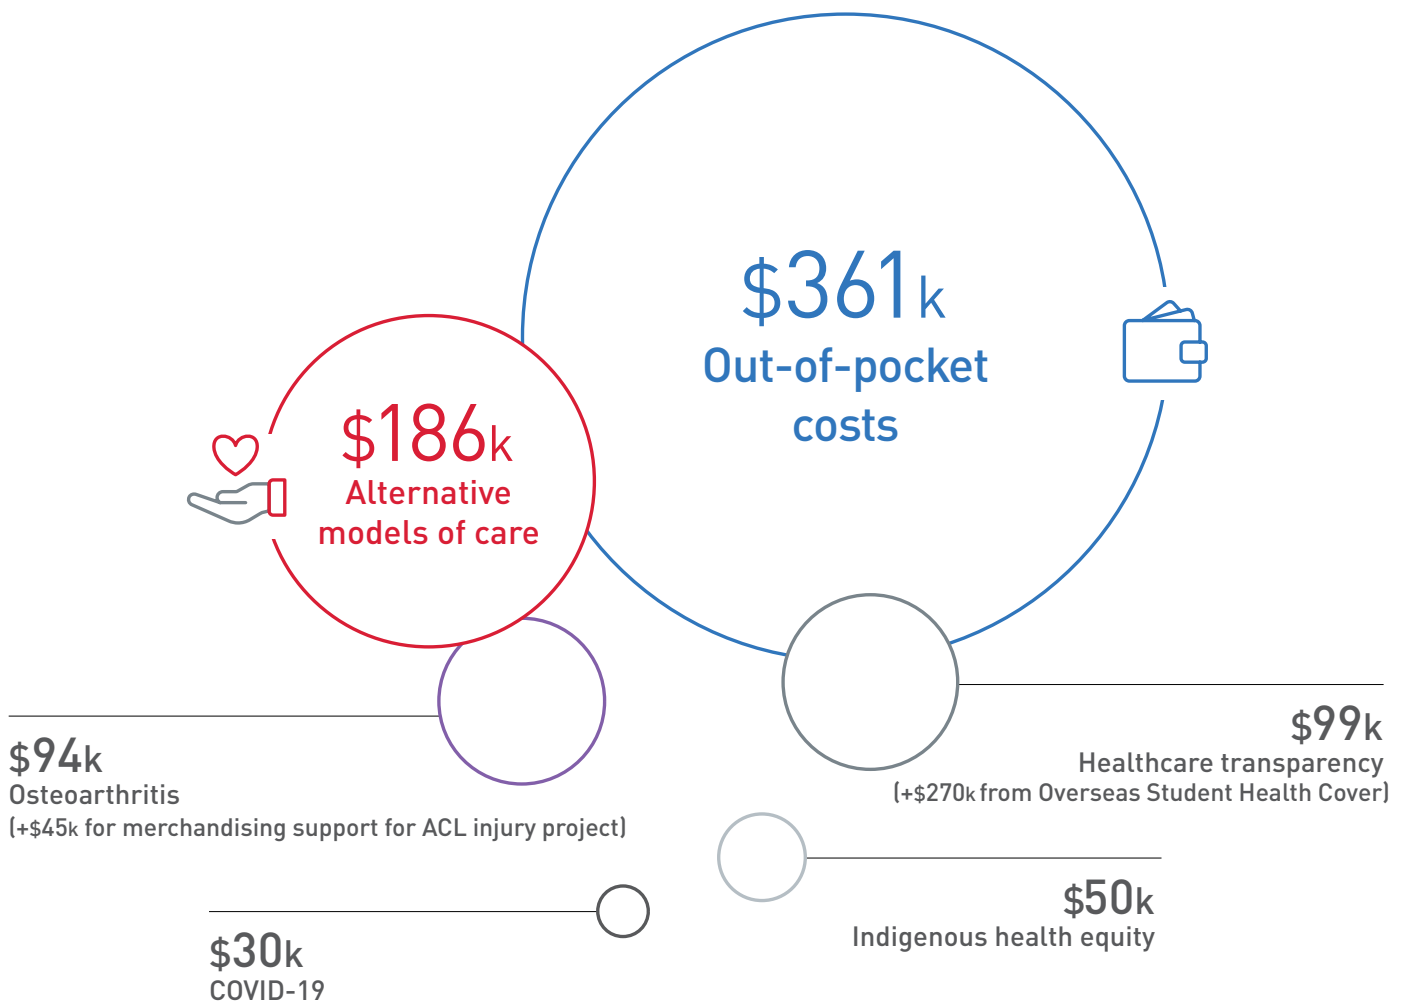 $361k
Out-of-pocket
costs
$186k
Alternative
models of care
$94k
Osteoarthritis
(+$45k for merchandising support for ACL injury project)
$99k
Healthcare transparency
(+$270k from Overseas Student Health Cover)
$50k
Indigenous health equity
$30k
COVID-19